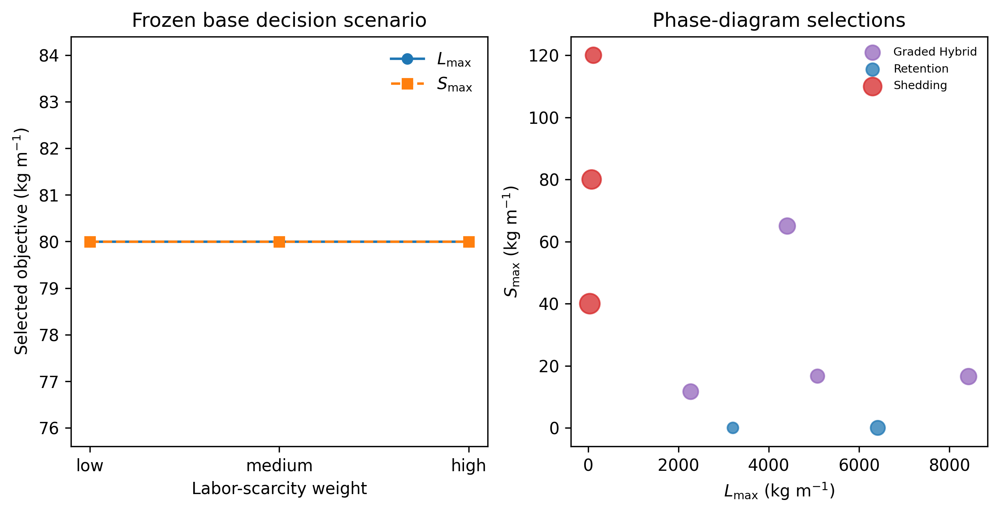 Frozen base decision scenario
Selected objective (kg m⁻¹)
84
83
82
81
80
79
78
77
76
L_max
S_max
low
medium
high
Labor-scarcity weight
Phase-diagram selections
S_max (kg m⁻¹)
120
100
80
60
40
20
0
Graded Hybrid
Retention
Shedding
0
2000
4000
6000
8000
L_max (kg m⁻¹)